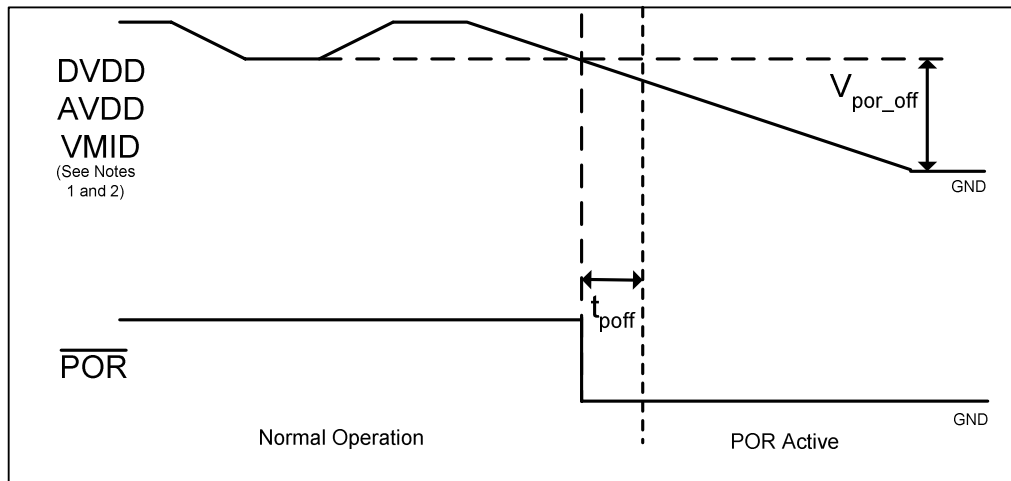 DVDD
AVDD
VMID
(See Notes
1 and 2)
Vpor_off
GND
tpoff
POR
GND
Normal Operation
POR Active